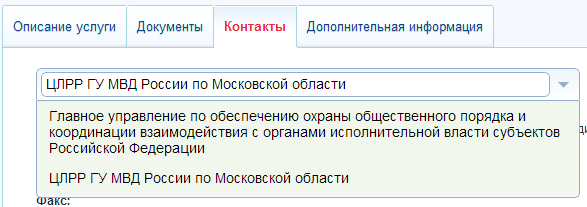 Описание услуги Документы Контакты Дополнительная информация
ЦЛРР ГУ МВД России по Московской области
Главное управление по обеспечению охраны общественного порядка и
координации взаимодействия с органами исполнительной власти субъектов
Российской Федерации
ЦЛРР ГУ МВД России по Московской области
Факс: